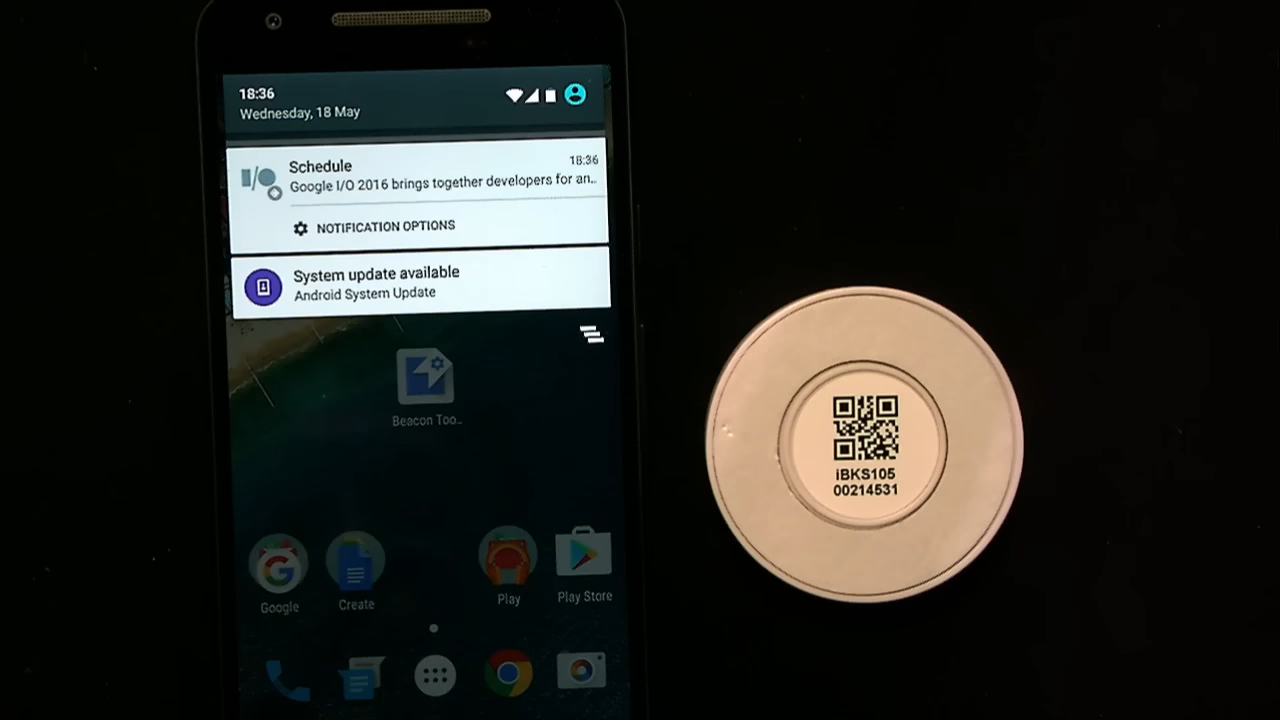 18:36
Wednesday, 18 May
I/O
Schedule
18:36
Google I/O 2016 brings together developers for an..
NOTIFICATION OPTIONS
System update available
Android System Update
Beacon Too..
Google
Create
Play
Play Store
iBKS105
00214531